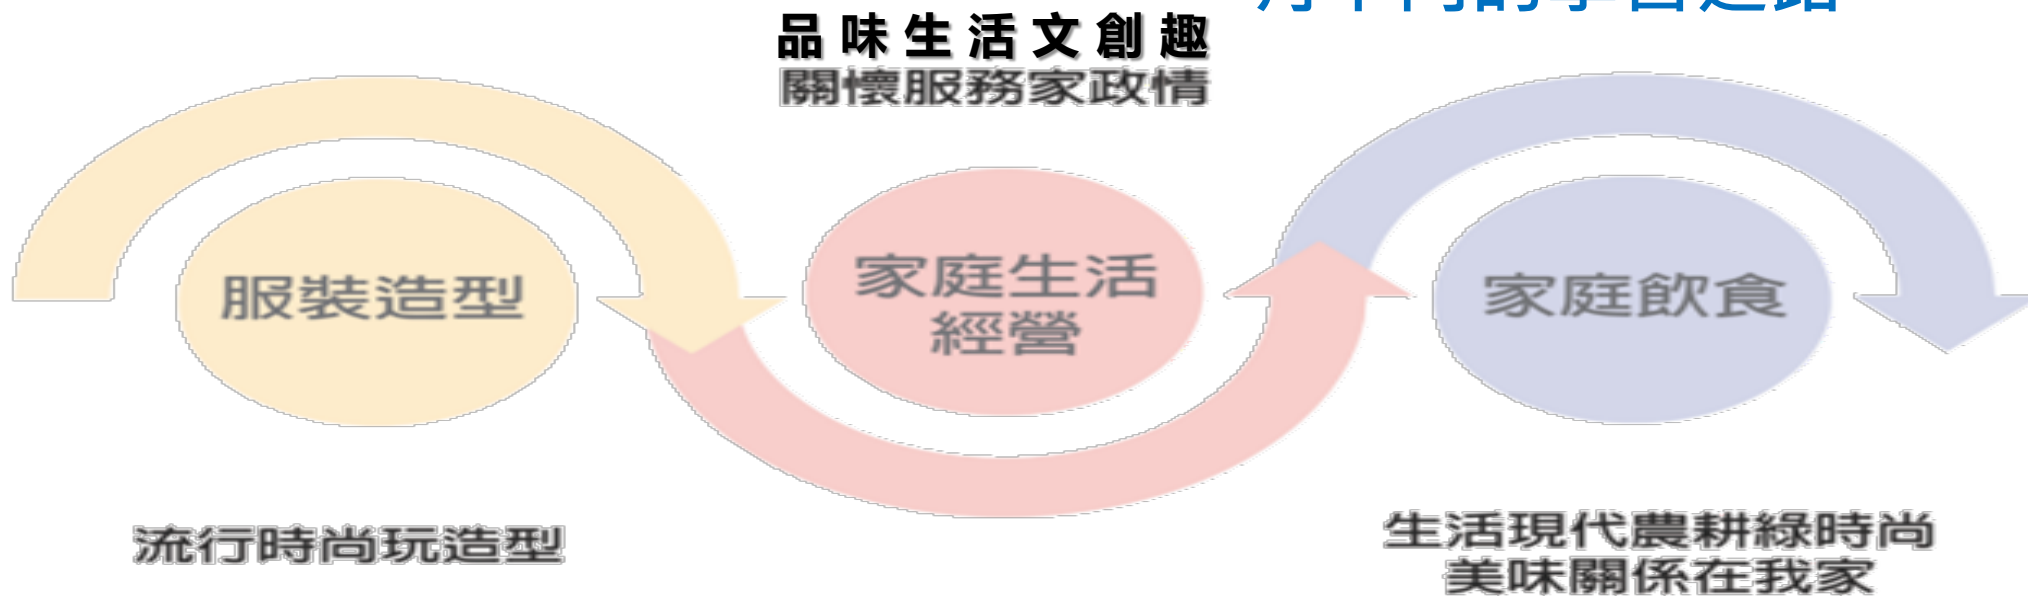 品味生活文創趣
關懷服務家政情
服裝造型
家庭生活
經營
家庭飲食
流行時尚玩造型
生活現代農耕綠時尚
美味關係在我家